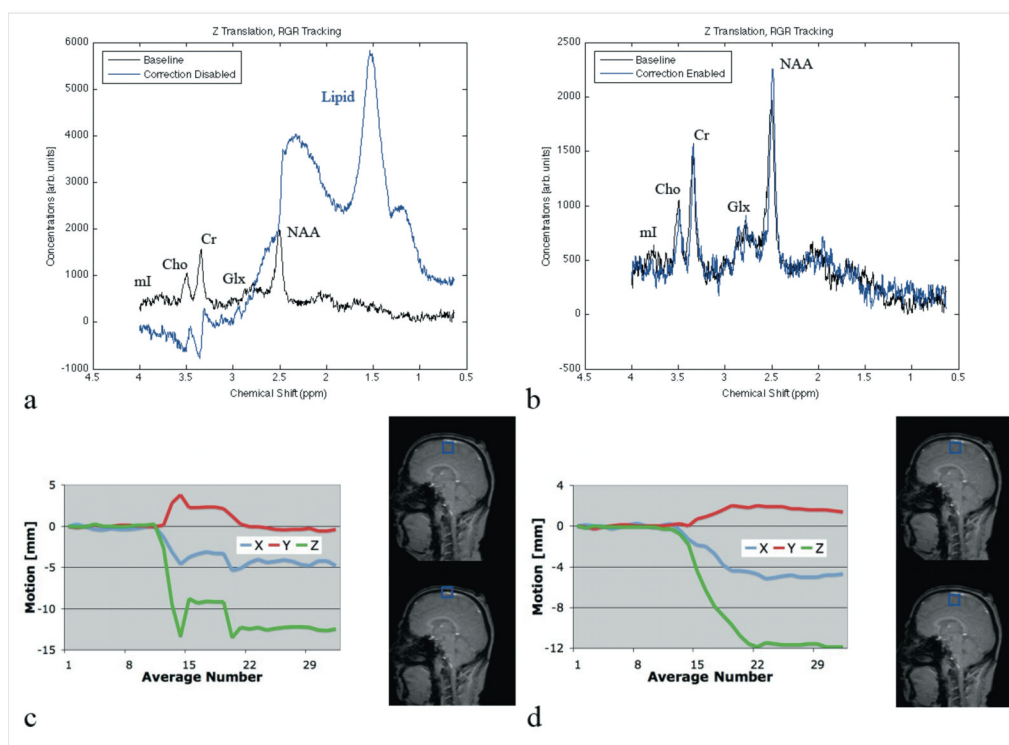 Z Translation, RGR Tracking
6000
5000
4000
3000
2000
1000
0
-1000
Baseline
Correction Disabled
Lipid
NAA
Cr
Cho
mI
Glx
Concentrations [arb. units]
4.5 4 3.5 3 2.5 2 1.5 1 0.5
Chemical Shift (ppm)
a
Z Translation, RGR Tracking
2500
2000
1500
1000
500
0
-500
Baseline
Correction Enabled
NAA
Cr
Cho
Glx
mI
Concentrations [arb. units]
4.5 4 3.5 3 2.5 2 1.5 1 0.5
Chemical Shift (ppm)
b
5
0
-5
-10
-15
Motion [mm]
X Y Z
1 8 15 22 29
Average Number
c
4
0
-4
-8
-12
Motion [mm]
X Y Z
1 8 15 22 29
Average Number
d